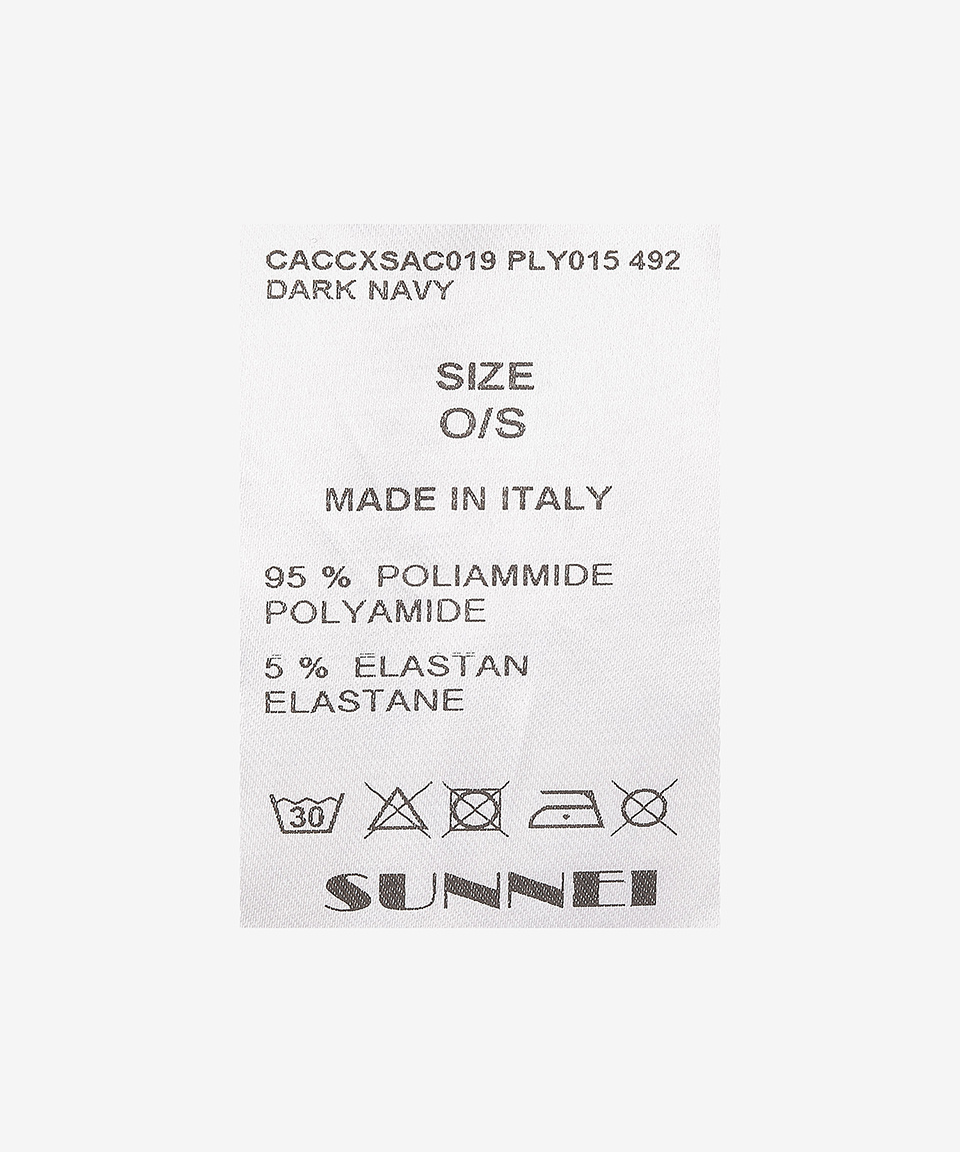 CACCXSAC019 PLY015 492
DARK NAVY
SIZE
O/S
MADE IN ITALY
95 % POLIAMMIDE
POLYAMIDE
5 % ELASTAN
ELASTANE
30
SUNNEI